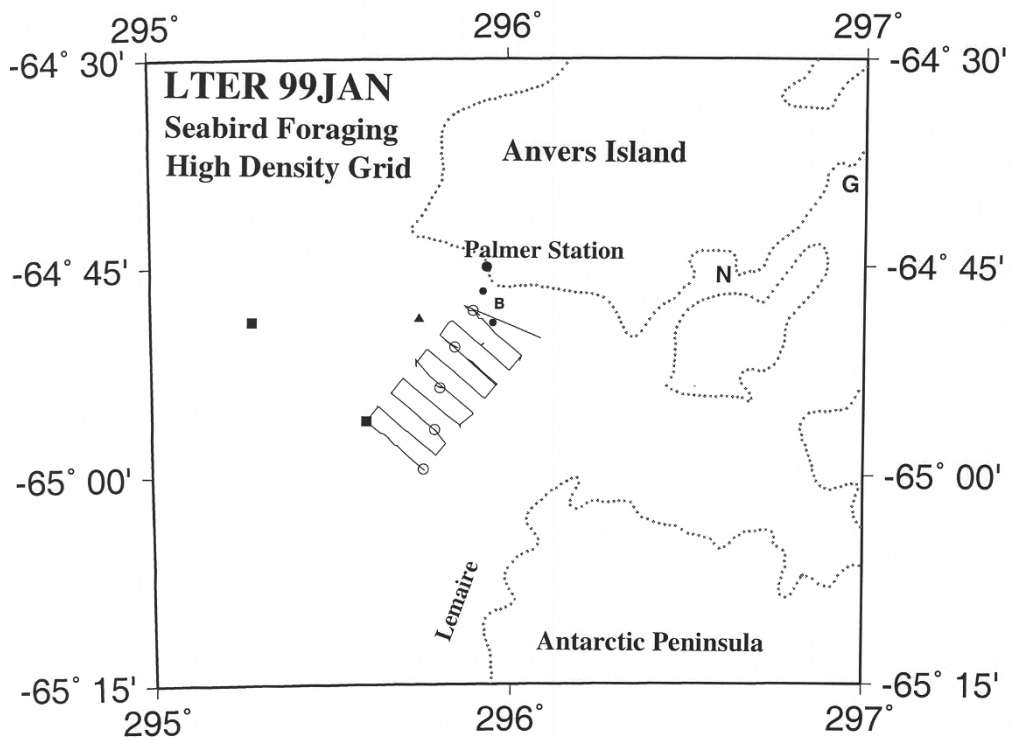 295° 296° 297°
-64° 30' -64° 30'
LTER 99JAN
Seabird Foraging
High Density Grid
Anvers Island
G
Palmer Station
-64° 45' N -64° 45'
B
-65° 00' -65° 00'
Lemaire
Antarctic Peninsula
-65° 15' -65° 15'
295° 296° 297°